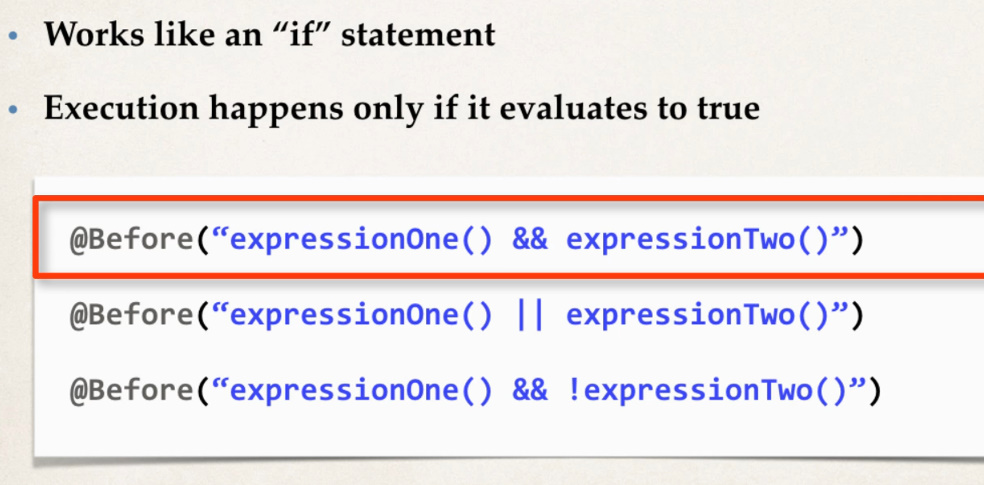 • Works like an “if” statement
• Execution happens only if it evaluates to true
@Before(“expressionOne() && expressionTwo()”)
@Before(“expressionOne() || expressionTwo()”)
@Before(“expressionOne() && !expressionTwo()”)